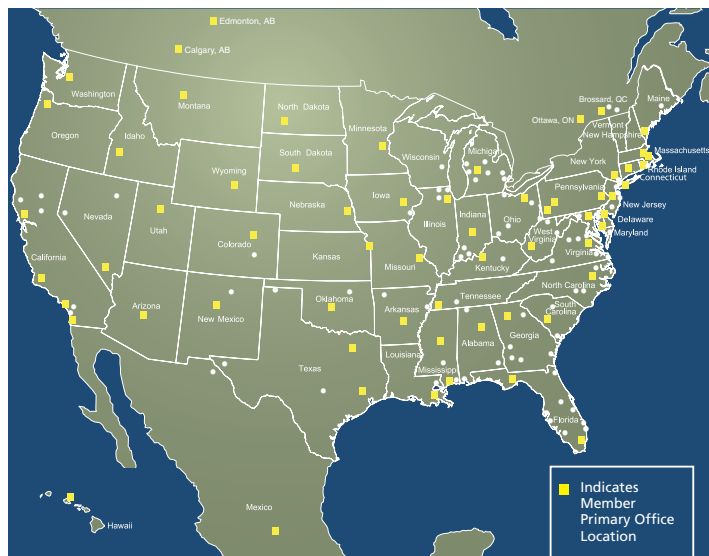 Edmonton, AB
Calgary, AB
Washington
Montana
North Dakota
Minnesota
Brossard, QC
Maine
Ottawa, ON
Vermont
New Hampshire
Oregon
Idaho
Wisconsin
Michigan
Massachusetts
South Dakota
New York
Rhode Island
Connecticut
Wyoming
Nebraska
Iowa
Pennsylvania
New Jersey
Nevada
Utah
Colorado
Illinois
Indiana
Ohio
West
Virginia
Delaware
Maryland
California
Kansas
Missouri
Kentucky
Virginia
Arizona
New Mexico
Oklahoma
Arkansas
Tennessee
North Carolina
South
Carolina
Texas
Louisiana
Mississippi
Alabama
Georgia
Florida
Mexico
Hawaii
Indicates
Member
Primary Office
Location